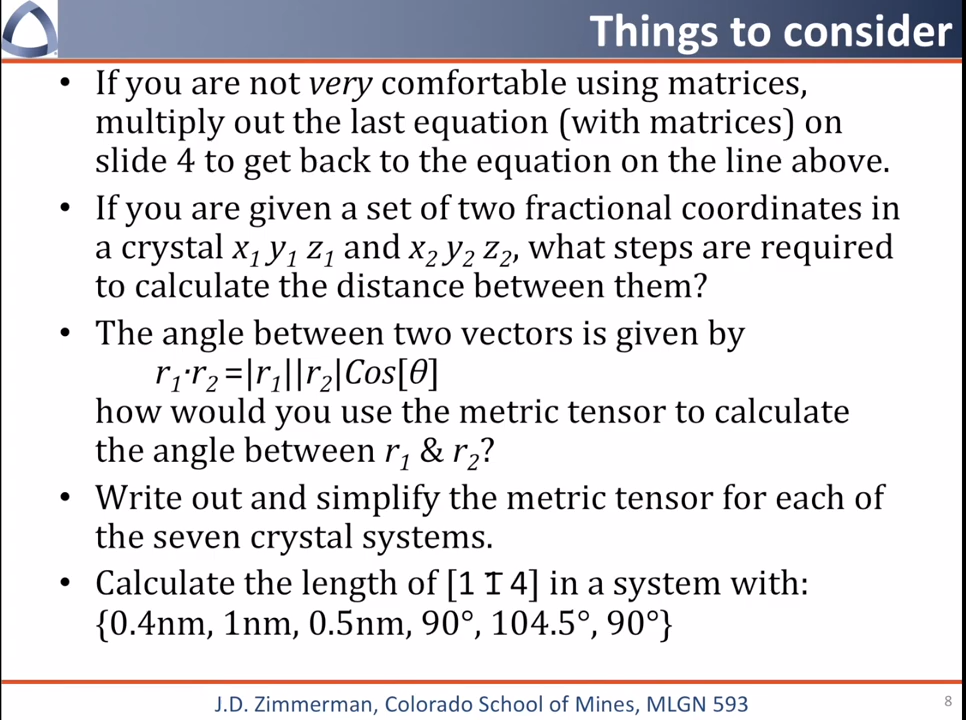 Things to consider
• If you are not very comfortable using matrices,
multiply out the last equation (with matrices) on
slide 4 to get back to the equation on the line above.
• If you are given a set of two fractional coordinates in
a crystal x₁ y₁ z₁ and x₂ y₂ z₂, what steps are required
to calculate the distance between them?
• The angle between two vectors is given by
r₁·r₂ =|r₁||r₂|Cos[θ]
how would you use the metric tensor to calculate
the angle between r₁ & r₂?
• Write out and simplify the metric tensor for each of
the seven crystal systems.
• Calculate the length of [1 1̄ 4] in a system with:
{0.4nm, 1nm, 0.5nm, 90°, 104.5°, 90°}
J.D. Zimmerman, Colorado School of Mines, MLGN 593
8